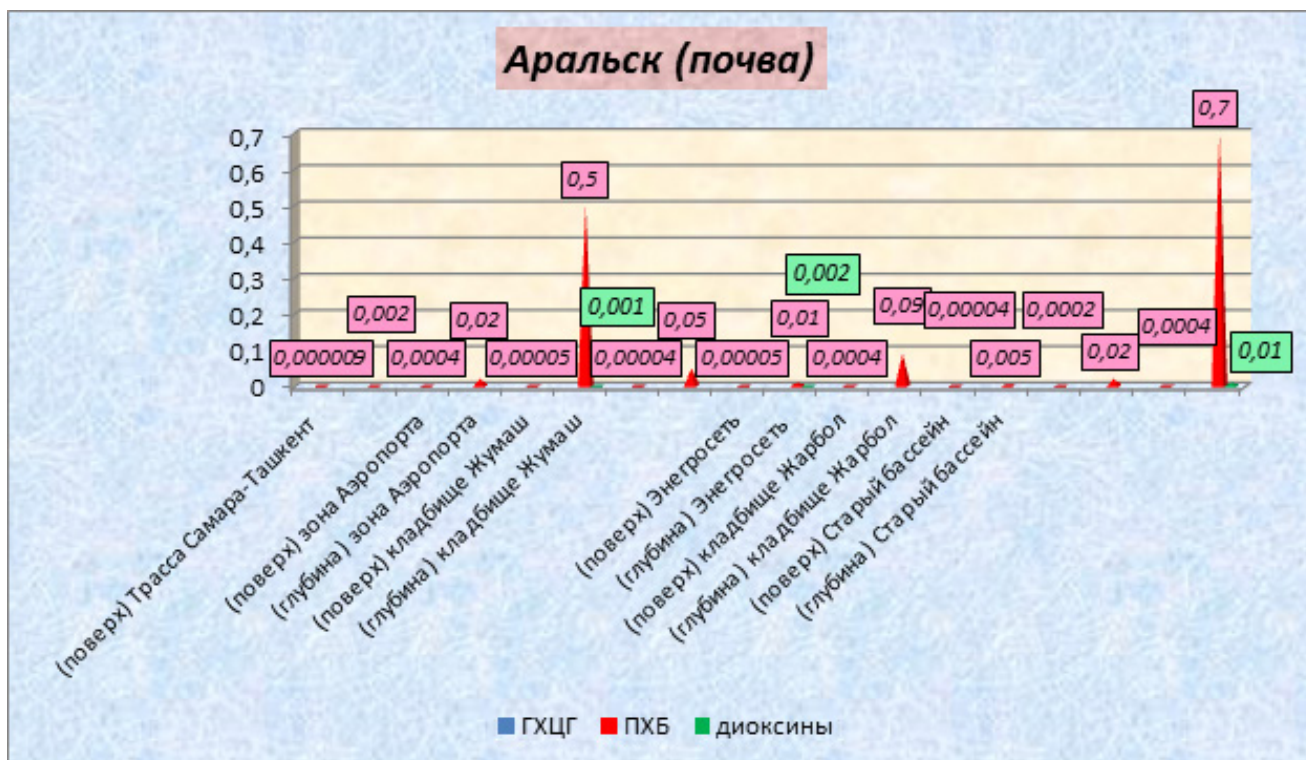 Аральск (почва)
0,7
0,7
0,6
0,5
0,4
0,3
0,2
0,1
0
0,5
0,002
0,001
0,002
0,02
0,05
0,01
0,09
0,00004
0,0002
0,0004
0,000009
0,0004
0,00005
0,00004
0,00005
0,0004
0,005
0,02
0,01
(поверх) Трасса Самара-Ташкент
(поверх) зона Аэропорта
(глубина) зона Аэропорта
(поверх) кладбище Жумаш
(глубина) кладбище Жумаш
(поверх) Энетросеть
(глубина) Энетросеть
(поверх) кладбище Жарбол
(глубина) кладбище Жарбол
(поверх) Старый бассейн
(глубина) Старый бассейн
ГХЦГ ПХБ диоксины